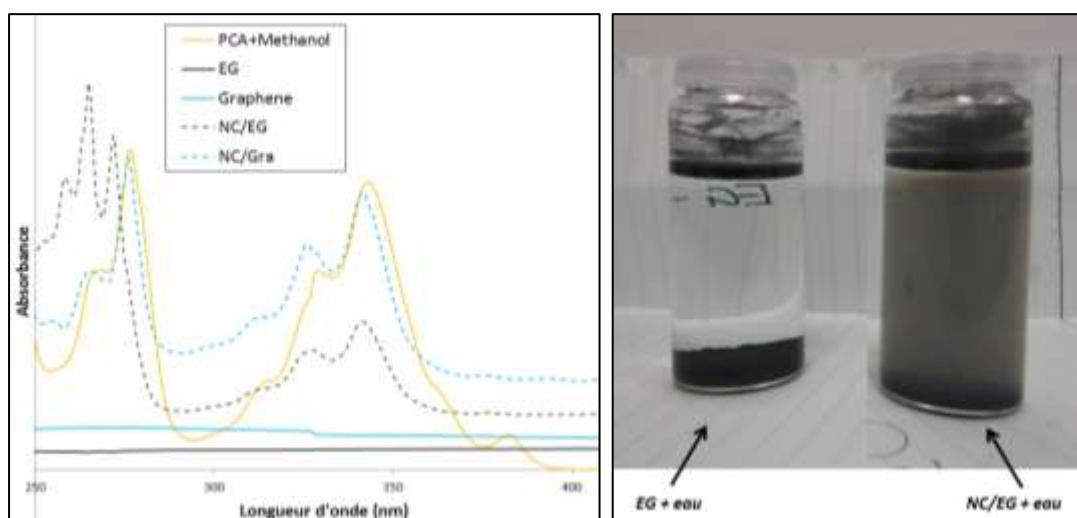 PCA+Methanol
EG
Graphene
NC/EG
NC/Gra
Absorbance
250
300
350
400
Longueur d'onde (nm)
EG
EG + eau
NC/EG + eau